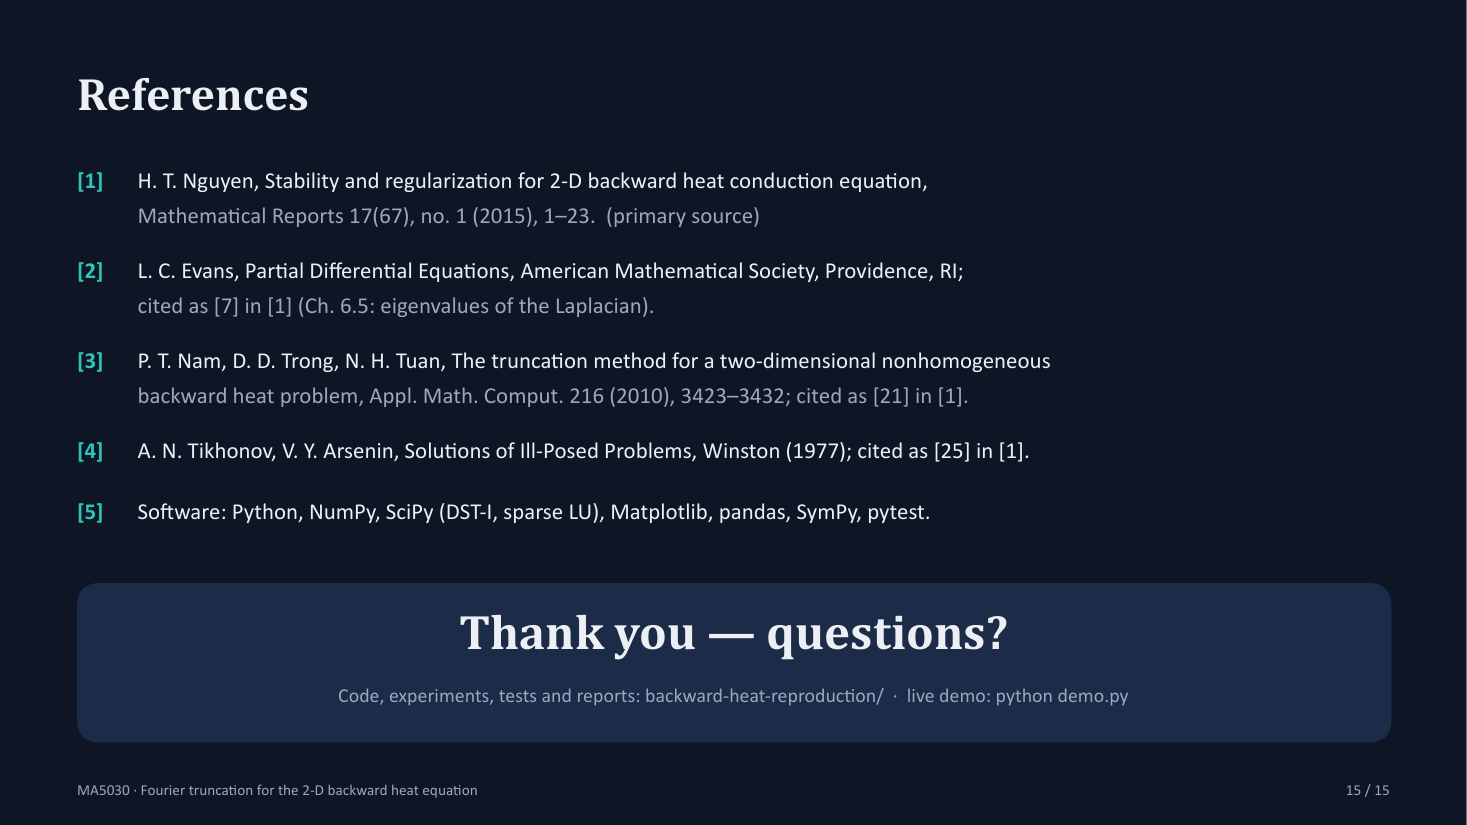 References
[1] H. T. Nguyen, Stability and regularization for 2-D backward heat conduction equation,
Mathematical Reports 17(67), no. 1 (2015), 1–23. (primary source)
[2] L. C. Evans, Partial Differential Equations, American Mathematical Society, Providence, RI;
cited as [7] in [1] (Ch. 6.5: eigenvalues of the Laplacian).
[3] P. T. Nam, D. D. Trong, N. H. Tuan, The truncation method for a two-dimensional nonhomogeneous
backward heat problem, Appl. Math. Comput. 216 (2010), 3423–3432; cited as [21] in [1].
[4] A. N. Tikhonov, V. Y. Arsenin, Solutions of Ill-Posed Problems, Winston (1977); cited as [25] in [1].
[5] Software: Python, NumPy, SciPy (DST-I, sparse LU), Matplotlib, pandas, SymPy, pytest.
Thank you — questions?
Code, experiments, tests and reports: backward-heat-reproduction/ · live demo: python demo.py
MA5030 · Fourier truncation for the 2-D backward heat equation
15 / 15